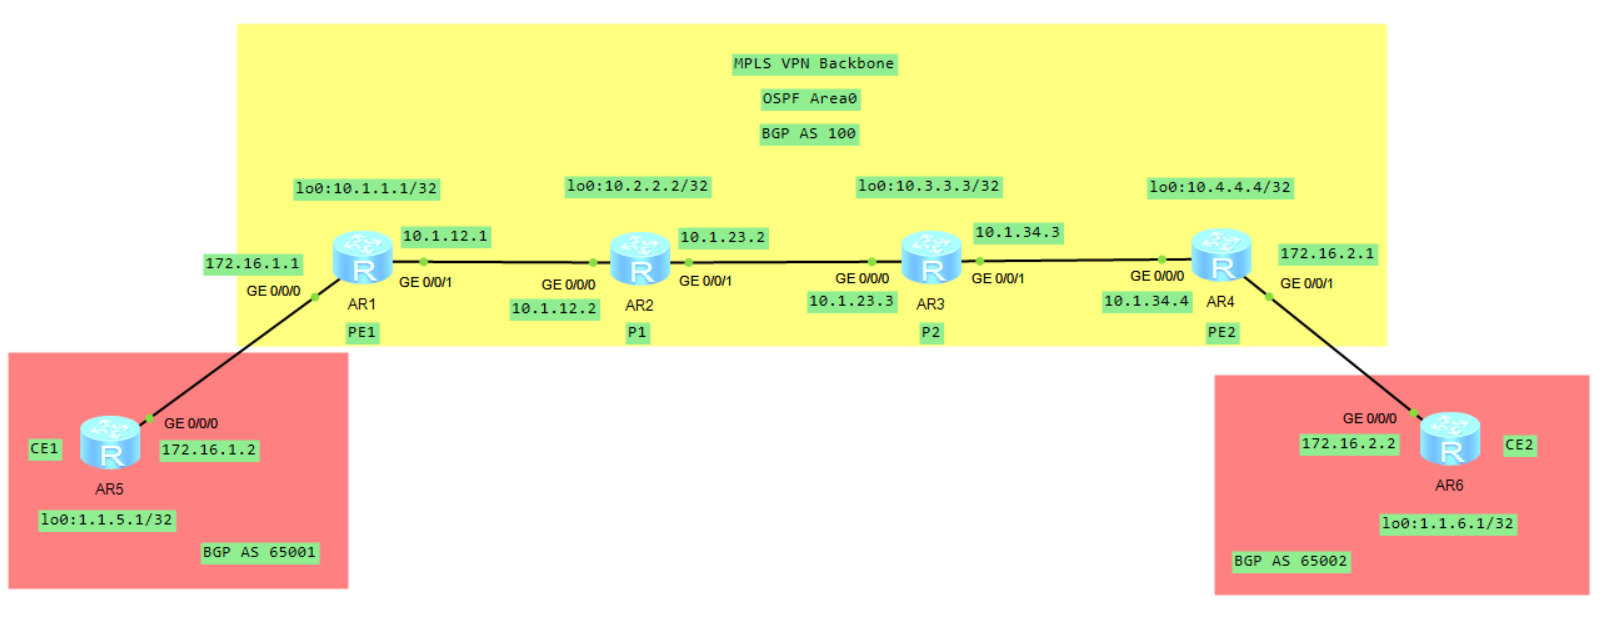 MPLS VPN Backbone
OSPF Area0
BGP AS 100
lo0:10.1.1.1/32
lo0:10.2.2.2/32
lo0:10.3.3.3/32
lo0:10.4.4.4/32
172.16.1.1
GE 0/0/0
R
AR1
PE1
10.1.12.1
GE 0/0/1
GE 0/0/0
10.1.12.2
R
AR2
P1
10.1.23.2
GE 0/0/1
GE 0/0/0
10.1.23.3
R
AR3
P2
10.1.34.3
GE 0/0/1
GE 0/0/0
10.1.34.4
R
AR4
PE2
172.16.2.1
GE 0/0/1
CE1
R
AR5
GE 0/0/0
172.16.1.2
lo0:1.1.5.1/32
BGP AS 65001
GE 0/0/0
172.16.2.2
R
AR6
CE2
lo0:1.1.6.1/32
BGP AS 65002